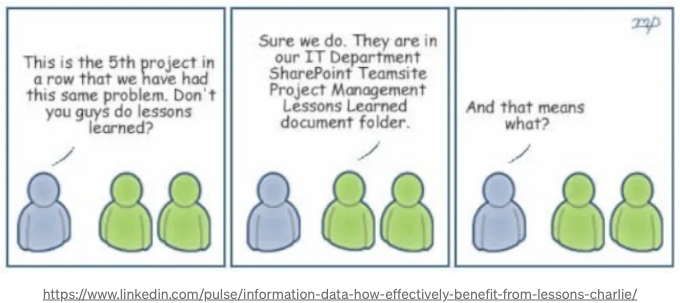 This is the 5th project in
a row that we have had
this same problem. Don't
you guys do lessons
learned?
Sure we do. They are in
our IT Department
SharePoint Teamsite
Project Management
Lessons Learned
document folder.
And that means
what?
https://www.linkedin.com/pulse/information-data-how-effectively-benefit-from-lessons-charlie/